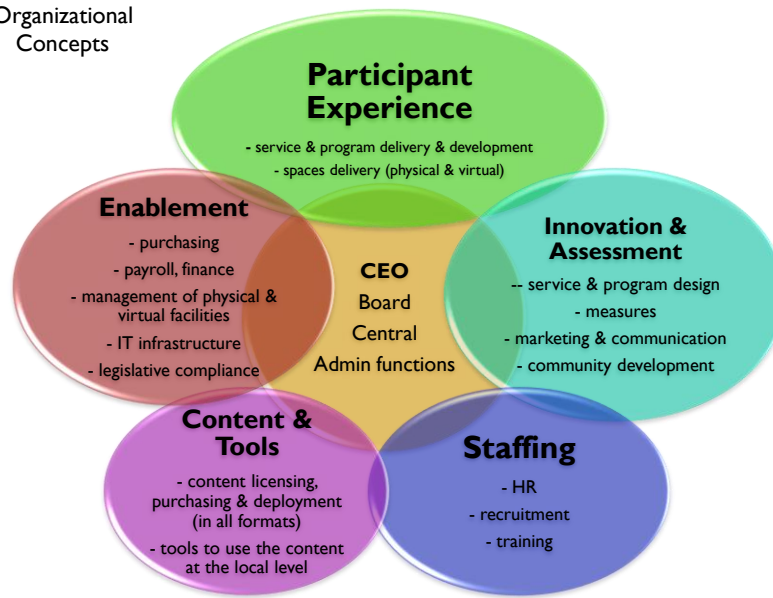 Organizational
Concepts
Participant
Experience
- service & program delivery & development
- spaces delivery (physical & virtual)
Enablement
- purchasing
- payroll, finance
- management of physical &
virtual facilities
- IT infrastructure
- legislative compliance
CEO
Board
Central
Admin functions
Innovation &
Assessment
-- service & program design
- measures
- marketing & communication
- community development
Content &
Tools
- content licensing,
purchasing & deployment
(in all formats)
- tools to use the content
at the local level
Staffing
- HR
- recruitment
- training